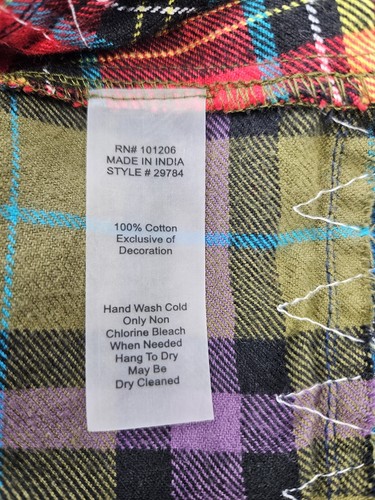 RN# 101206
MADE IN INDIA
STYLE # 29784
100% Cotton
Exclusive of
Decoration
Hand Wash Cold
Only Non
Chlorine Bleach
When Needed
Hang To Dry
May Be
Dry Cleaned